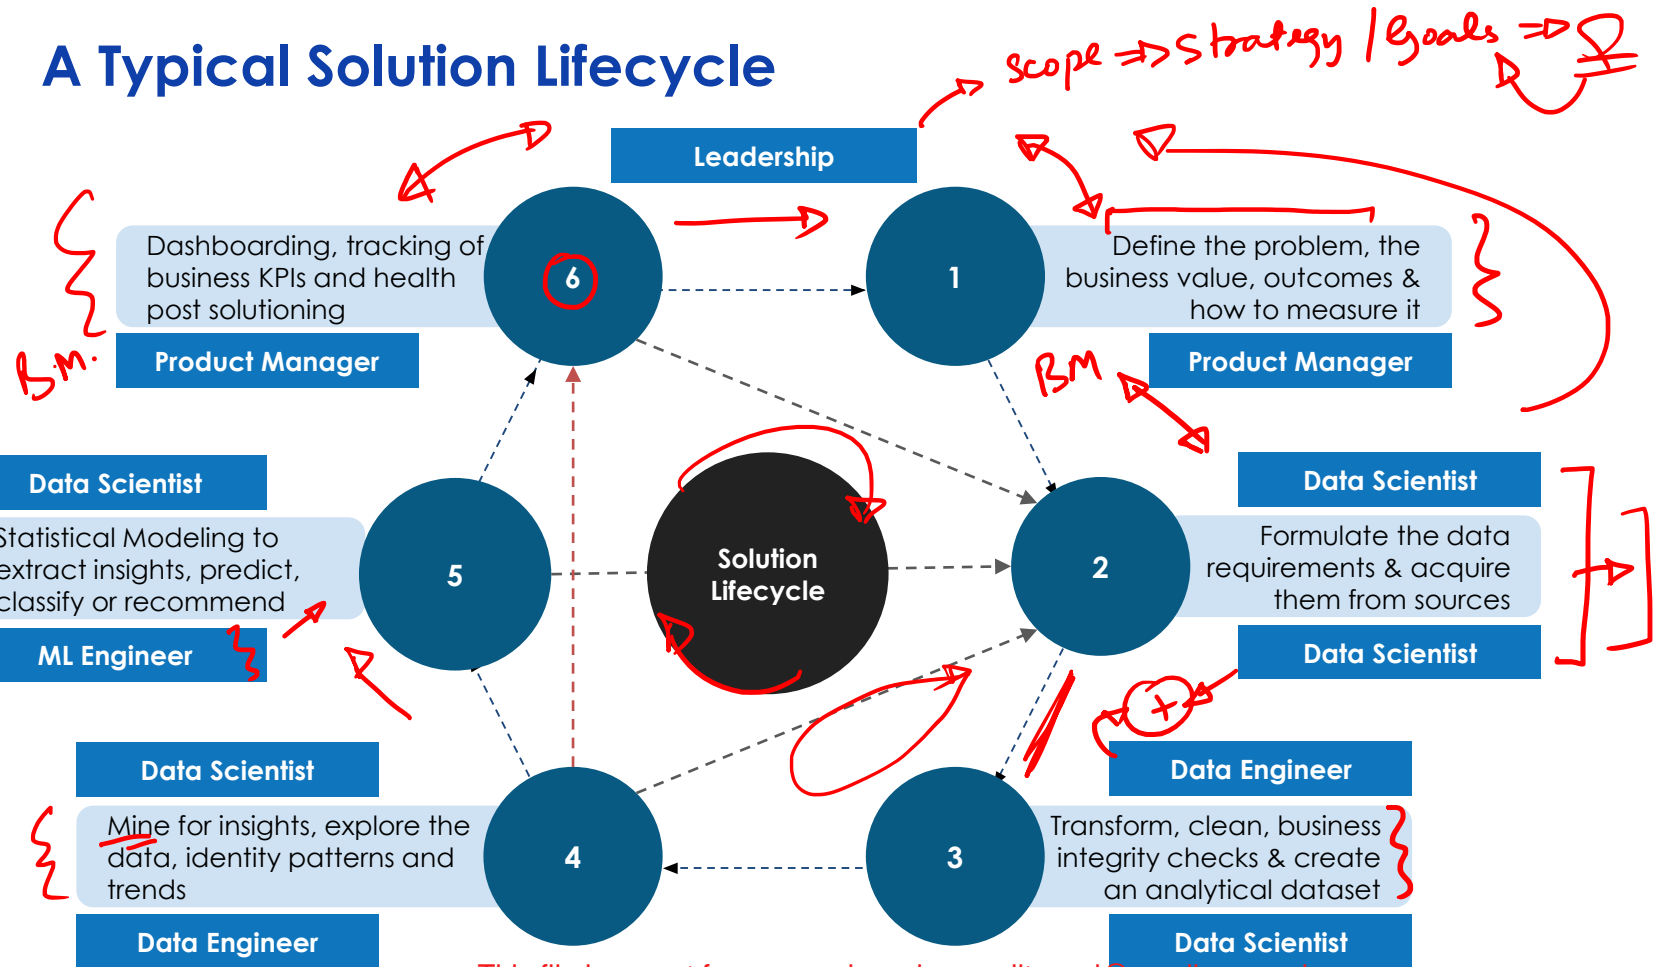 A Typical Solution Lifecycle
scope ⇒ Strategy / Goals ⇒
Leadership
Dashboarding, tracking of
business KPIs and health
post solutioning
6
1
Define the problem, the
business value, outcomes &
how to measure it
B.M.
Product Manager
BM
Product Manager
Data Scientist
Statistical Modeling to
extract insights, predict,
classify or recommend
ML Engineer
5
Solution
Lifecycle
2
Data Scientist
Formulate the data
requirements & acquire
them from sources
Data Scientist
+
Data Scientist
Mine for insights, explore the
data, identity patterns and
trends
Data Engineer
4
3
Data Engineer
Transform, clean, business
integrity checks & create
an analytical dataset
Data Scientist